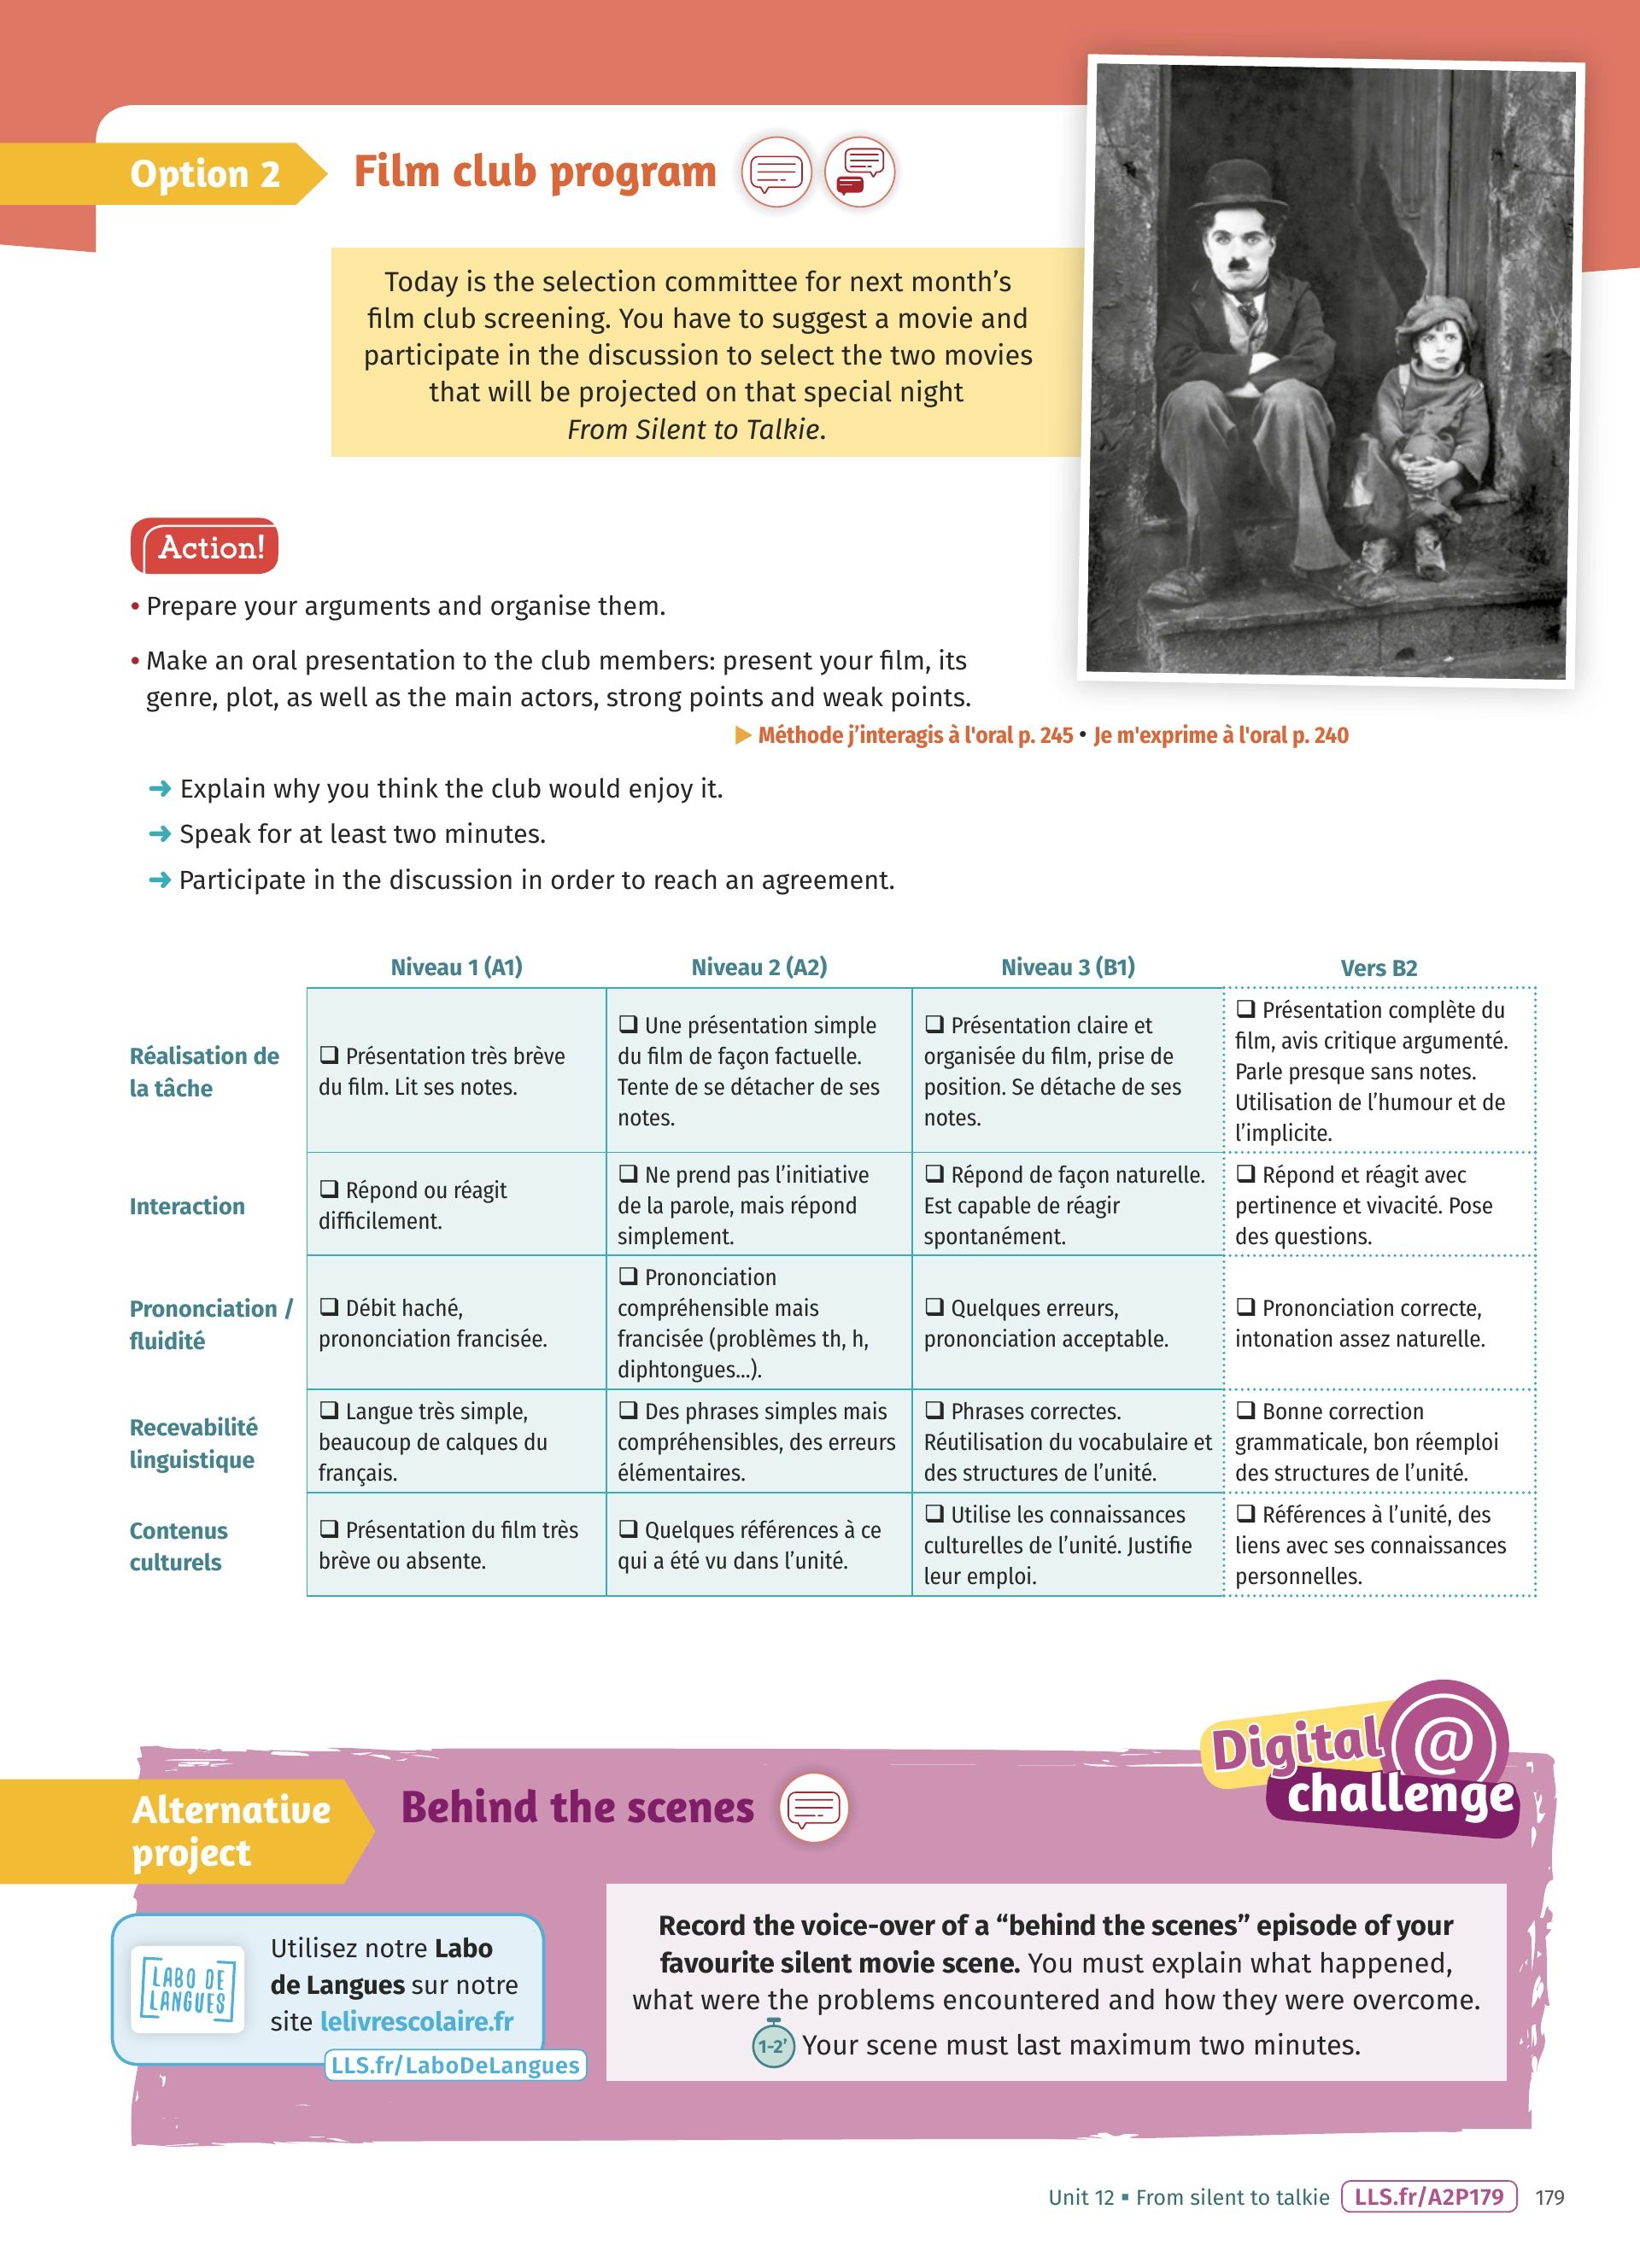 Option 2
Film club program
Today is the selection committee for next month’s
film club screening. You have to suggest a movie and
participate in the discussion to select the two movies
that will be projected on that special night
From Silent to Talkie.
Action!
• Prepare your arguments and organise them.
• Make an oral presentation to the club members: present your film, its
genre, plot, as well as the main actors, strong points and weak points.
▶ Méthode j’interagis à l'oral p. 245 • Je m'exprime à l'oral p. 240
➜ Explain why you think the club would enjoy it.
➜ Speak for at least two minutes.
➜ Participate in the discussion in order to reach an agreement.
Niveau 1 (A1)
Niveau 2 (A2)
Niveau 3 (B1)
Vers B2
Réalisation de
la tâche
❑ Présentation très brève
du film. Lit ses notes.
❑ Une présentation simple
du film de façon factuelle.
Tente de se détacher de ses
notes.
❑ Présentation claire et
organisée du film, prise de
position. Se détache de ses
notes.
❑ Présentation complète du
film, avis critique argumenté.
Parle presque sans notes.
Utilisation de l’humour et de
l’implicite.
Interaction
❑ Répond ou réagit
difficilement.
❑ Ne prend pas l’initiative
de la parole, mais répond
simplement.
❑ Répond de façon naturelle.
Est capable de réagir
spontanément.
❑ Répond et réagit avec
pertinence et vivacité. Pose
des questions.
Prononciation /
fluidité
❑ Débit haché,
prononciation francisée.
❑ Prononciation
compréhensible mais
francisée (problèmes th, h,
diphtongues…).
❑ Quelques erreurs,
prononciation acceptable.
❑ Prononciation correcte,
intonation assez naturelle.
Recevabilité
linguistique
❑ Langue très simple,
beaucoup de calques du
français.
❑ Des phrases simples mais
compréhensibles, des erreurs
élémentaires.
❑ Phrases correctes.
Réutilisation du vocabulaire et
des structures de l’unité.
❑ Bonne correction
grammaticale, bon réemploi
des structures de l’unité.
Contenus
culturels
❑ Présentation du film très
brève ou absente.
❑ Quelques références à ce
qui a été vu dans l’unité.
❑ Utilise les connaissances
culturelles de l’unité. Justifie
leur emploi.
❑ Références à l’unité, des
liens avec ses connaissances
personnelles.
Digital @
challenge
Alternative
project
Behind the scenes
LABO DE
LANGUES
Utilisez notre Labo
de Langues sur notre
site lelivrescolaire.fr
LLS.fr/LaboDeLangues
Record the voice-over of a “behind the scenes” episode of your
favourite silent movie scene. You must explain what happened,
what were the problems encountered and how they were overcome.
1-2’ Your scene must last maximum two minutes.
Unit 12 ▪ From silent to talkie LLS.fr/A2P179 179